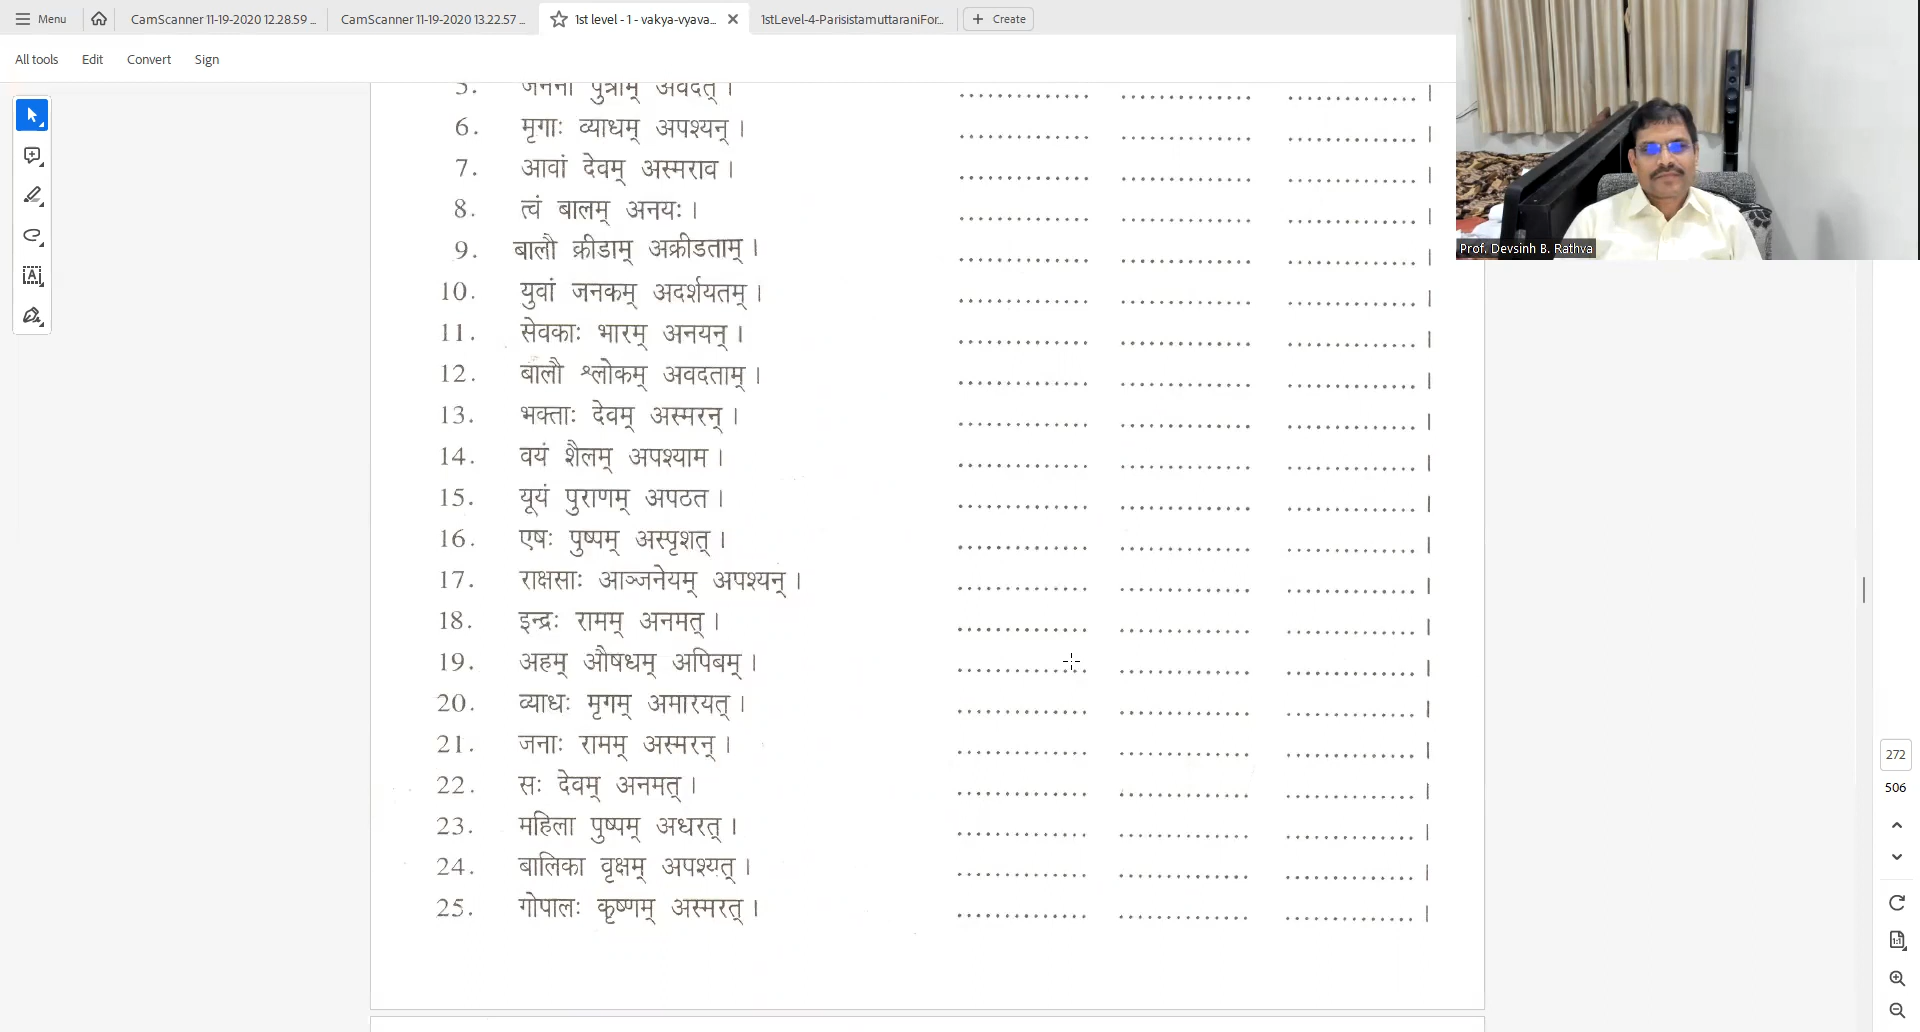 Menu CamScanner 11-19-2020 12.28.59 ... CamScanner 11-19-2020 13.22.57 ... 1st level - 1 - vakya-vyava... 1stLevel-4-ParisistamuttaraniFor... + Create
All tools Edit Convert Sign
Prof. Devsinh B. Rathva
5. जननी पुत्रीम् अवदत् । ............. ............. ............. |
6. मृगाः व्याधम् अपश्यन् । ............. ............. ............. |
7. आवां देवम् अस्मराव । ............. ............. ............. |
8. त्वं बालम् अनयः । ............. ............. ............. |
9. बालौ क्रीडाम् अक्रीडताम् । ............. ............. ............. |
10. युवां जनकम् अदर्शयतम् । ............. ............. ............. |
11. सेवकाः भारम् अनयन् । ............. ............. ............. |
12. बालौ श्लोकम् अवदताम् । ............. ............. ............. |
13. भक्ताः देवम् अस्मरन् । ............. ............. ............. |
14. वयं शैलम् अपश्याम । ............. ............. ............. |
15. यूयं पुराणम् अपठत । ............. ............. ............. |
16. एषः पुष्पम् अस्पृशत् । ............. ............. ............. |
17. राक्षसाः आञ्जनेयम् अपश्यन् । ............. ............. ............. |
18. इन्द्रः रामम् अनमत् । ............. ............. ............. |
19. अहम् औषधम् अपिबम् । ............. ............. ............. |
20. व्याधः मृगम् अमारयत् । ............. ............. ............. |
21. जनाः रामम् अस्मरन् । ............. ............. ............. |
22. सः देवम् अनमत् । ............. ............. ............. |
23. महिला पुष्पम् अधरत् । ............. ............. ............. |
24. बालिका वृक्षम् अपश्यत् । ............. ............. ............. |
25. गोपालः कृष्णम् अस्मरत् । ............. ............. ............. |
272
506